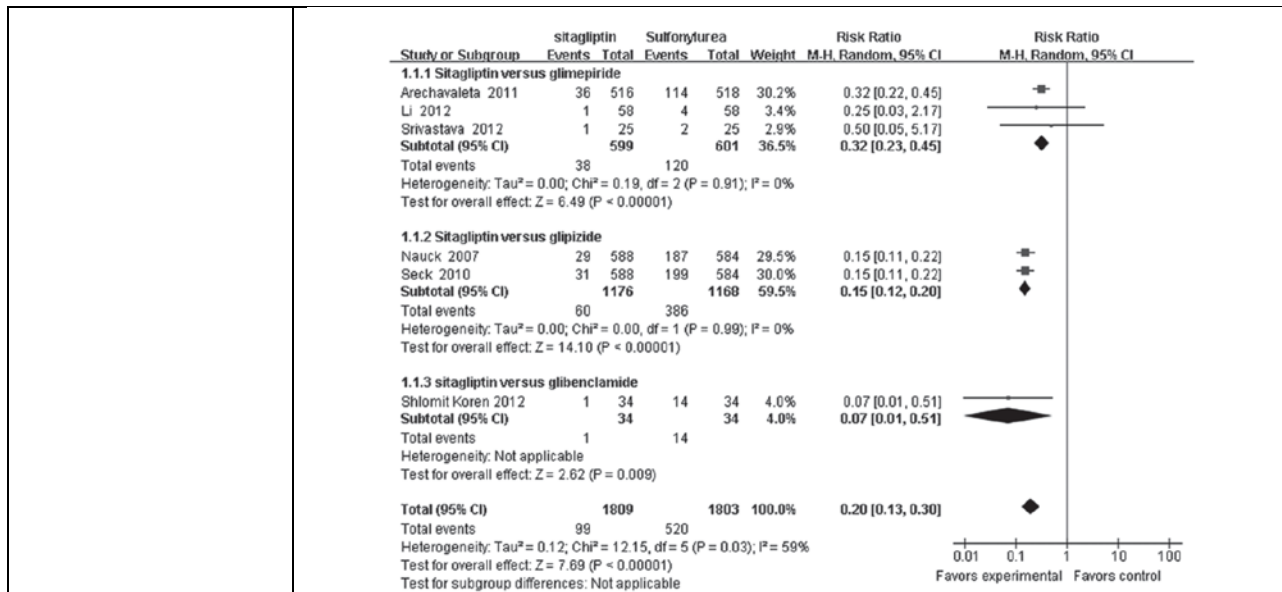 sitagliptin Sulfonylurea Risk Ratio Risk Ratio
Study or Subgroup Events Total Events Total Weight M-H, Random, 95% CI M-H, Random, 95% CI
1.1.1 Sitagliptin versus glimepiride
Arechavaleta 2011 36 516 114 518 30.2% 0.32 [0.22, 0.45]
Li 2012 1 58 4 58 3.4% 0.25 [0.03, 2.17]
Srivastava 2012 1 25 2 25 2.9% 0.50 [0.05, 5.17]
Subtotal (95% CI) 599 601 36.5% 0.32 [0.23, 0.45]
Total events 38 120
Heterogeneity: Tau² = 0.00; Chi² = 0.19, df = 2 (P = 0.91); I² = 0%
Test for overall effect: Z = 6.49 (P < 0.00001)
1.1.2 Sitagliptin versus glipizide
Nauck 2007 29 588 187 584 29.5% 0.15 [0.11, 0.22]
Seck 2010 31 588 199 584 30.0% 0.15 [0.11, 0.22]
Subtotal (95% CI) 1176 1168 59.5% 0.15 [0.12, 0.20]
Total events 60 386
Heterogeneity: Tau² = 0.00; Chi² = 0.00, df = 1 (P = 0.99); I² = 0%
Test for overall effect: Z = 14.10 (P < 0.00001)
1.1.3 sitagliptin versus glibenclamide
Shlomit Koren 2012 1 34 14 34 4.0% 0.07 [0.01, 0.51]
Subtotal (95% CI) 34 34 4.0% 0.07 [0.01, 0.51]
Total events 1 14
Heterogeneity: Not applicable
Test for overall effect: Z = 2.62 (P = 0.009)
Total (95% CI) 1809 1803 100.0% 0.20 [0.13, 0.30]
Total events 99 520
Heterogeneity: Tau² = 0.12; Chi² = 12.15, df = 5 (P = 0.03); I² = 59%
Test for overall effect: Z = 7.69 (P < 0.00001)
Test for subgroup differences: Not applicable
0.01 0.1 1 10 100
Favors experimental Favors control